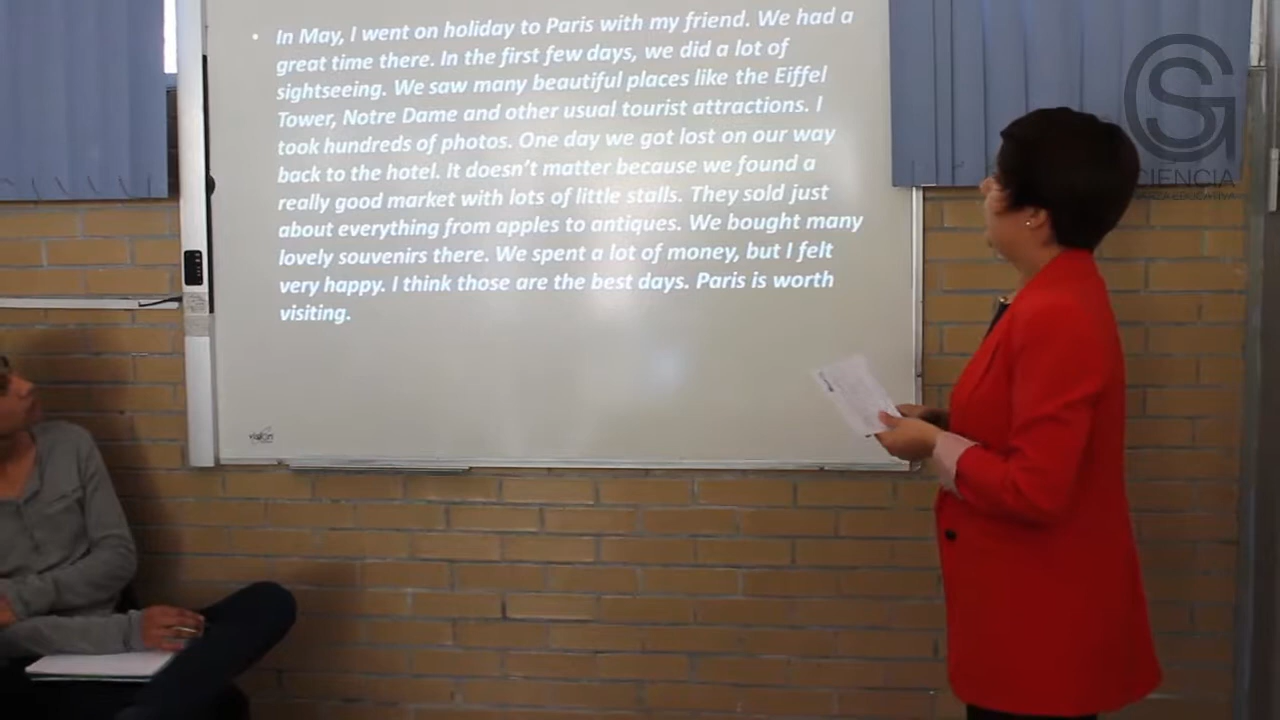 In May, I went on holiday to Paris with my friend. We had a
great time there. In the first few days, we did a lot of
sightseeing. We saw many beautiful places like the Eiffel
Tower, Notre Dame and other usual tourist attractions. I
took hundreds of photos. One day we got lost on our way
back to the hotel. It doesn't matter because we found a
really good market with lots of little stalls. They sold just
about everything from apples to antiques. We bought many
lovely souvenirs there. We spent a lot of money, but I felt
very happy. I think those are the best days. Paris is worth
visiting.